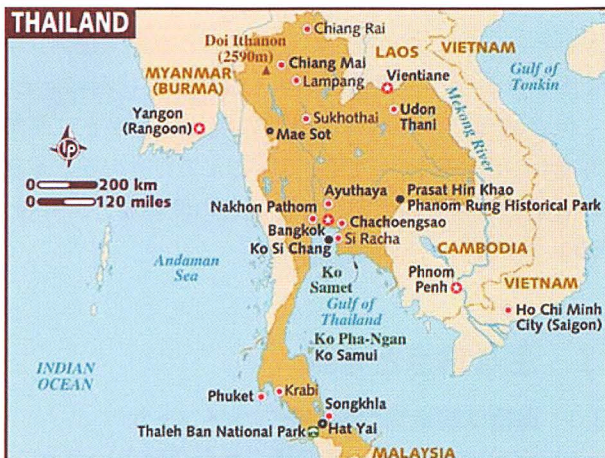 THAILAND
Chiang Rai
Doi Ithanon
(2590m)
LAOS
VIETNAM
Gulf of
Tonkin
Chiang Mai
MYANMAR
(BURMA)
Lampang
Vientiane
Yangon
(Rangoon)
Udon
Thani
Mekong River
Sukhothai
Mae Sot
LP
0 200 km
0 120 miles
Ayuthaya
Prasat Hin Khao
Phanom Rung Historical Park
Nakhon Pathom
Bangkok
Chachoengsao
Ko Si Chang
Si Racha
CAMBODIA
Andaman
Sea
Ko
Samet
Phnom
Penh
VIETNAM
Gulf of
Thailand
Ho Chi Minh
City (Saigon)
Ko Pha-Ngan
Ko Samui
INDIAN
OCEAN
Phuket
Krabi
Songkhla
Thaleh Ban National Park
Hat Yai
MALAYSIA